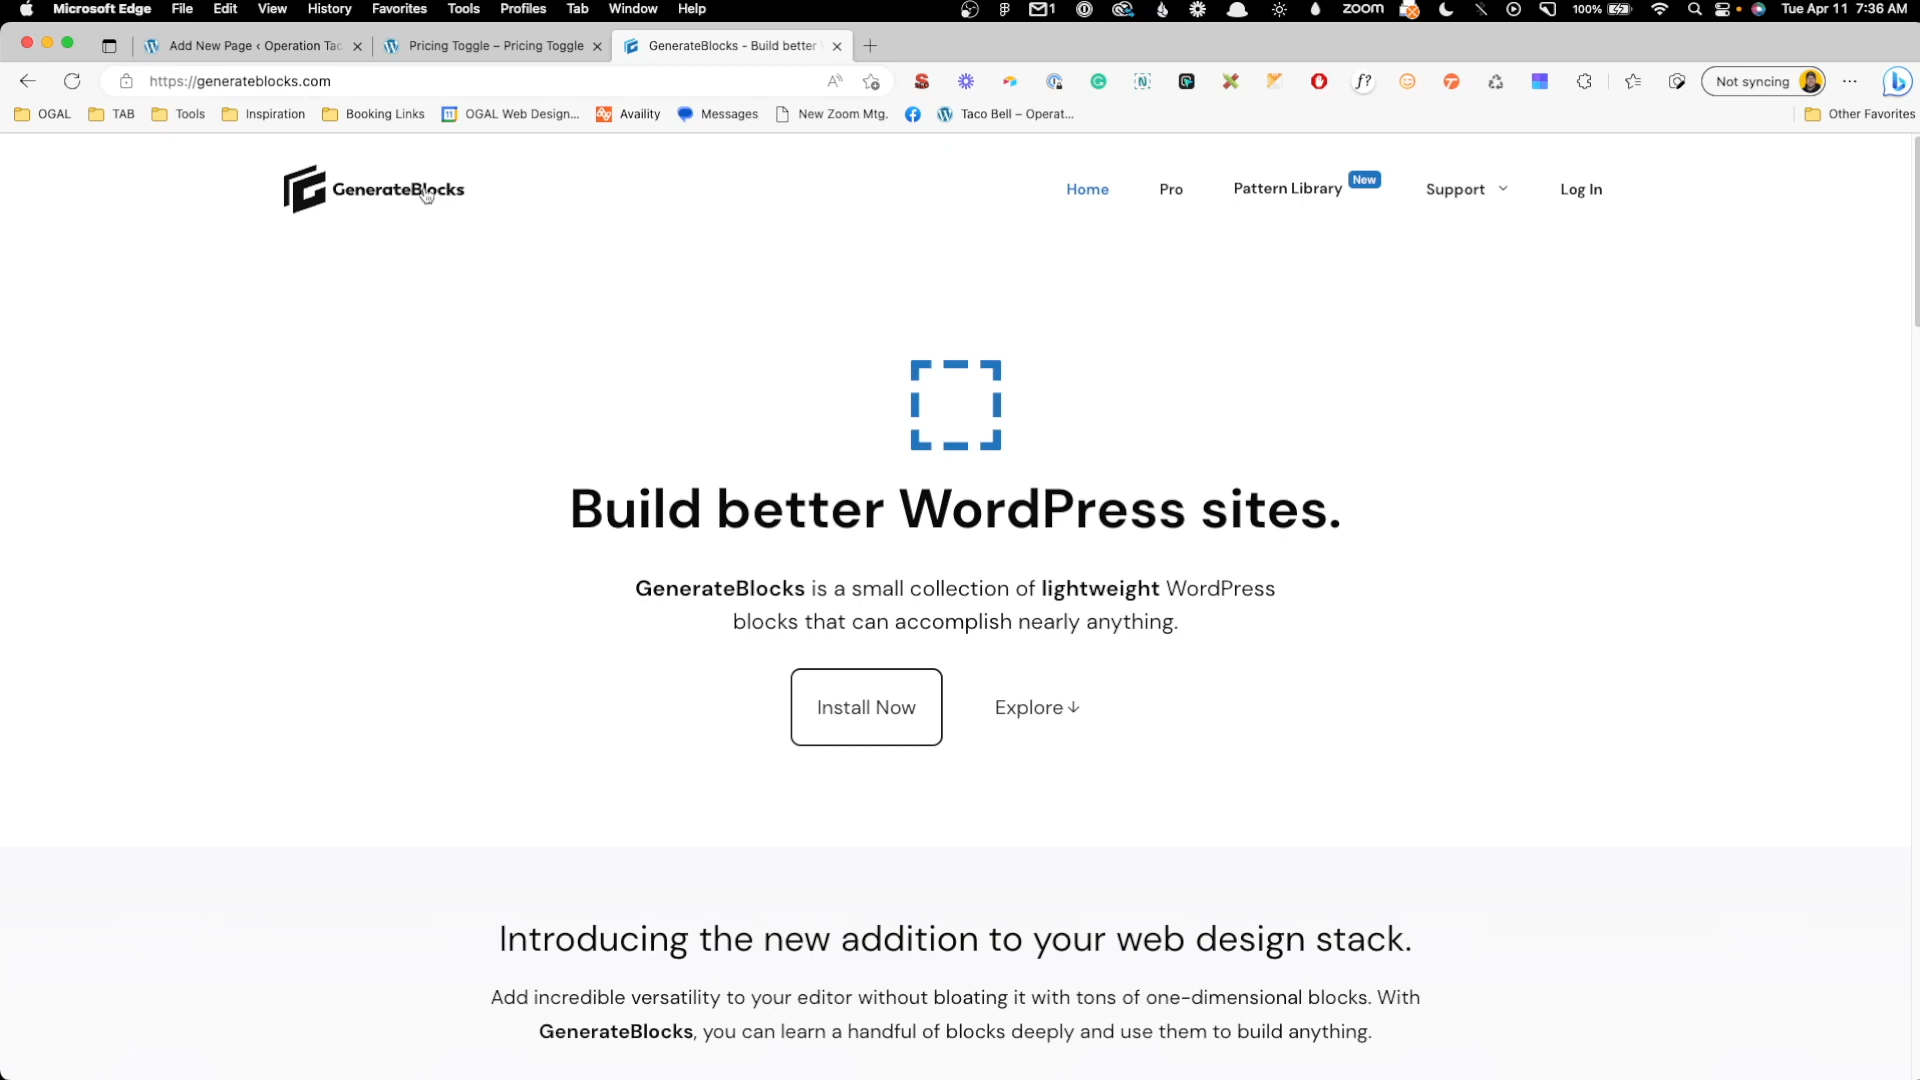 Microsoft Edge File Edit View History Favorites Tools Profiles Tab Window Help 1 zoom 100% Tue Apr 11 7:36 AM
Add New Page ‹ Operation Tac Pricing Toggle – Pricing Toggle GenerateBlocks - Build better
https://generateblocks.com Not syncing
OGAL TAB Tools Inspiration Booking Links OGAL Web Design... Availity Messages New Zoom Mtg. Taco Bell – Operat... Other Favorites
GenerateBlocks Home Pro Pattern Library New Support Log In
Build better WordPress sites.
GenerateBlocks is a small collection of lightweight WordPress
blocks that can accomplish nearly anything.
Install Now Explore ↓
Introducing the new addition to your web design stack.
Add incredible versatility to your editor without bloating it with tons of one-dimensional blocks. With
GenerateBlocks, you can learn a handful of blocks deeply and use them to build anything.